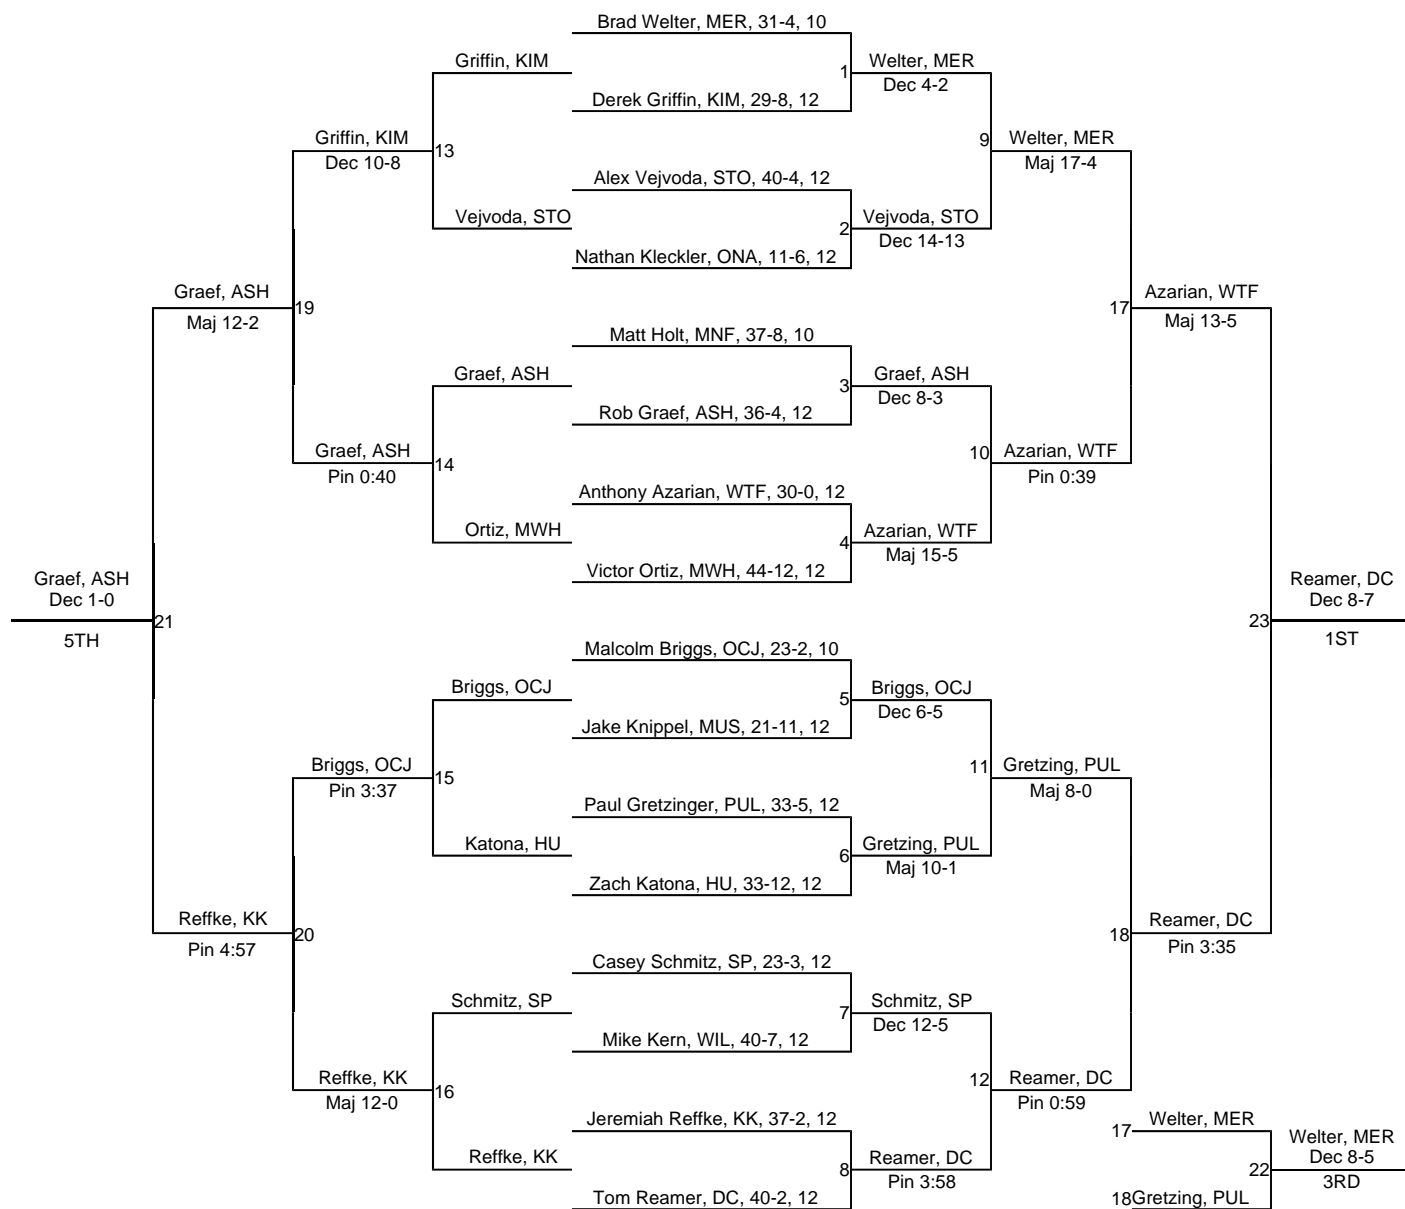 Brad Welter, MER, 31-4, 10
Griffin, KIM
1
Welter, MER
Dec 4-2
Derek Griffin, KIM, 29-8, 12
Griffin, KIM
Dec 10-8
13
9
Welter, MER
Maj 17-4
Alex Vejvoda, STO, 40-4, 12
Vejvoda, STO
2
Vejvoda, STO
Dec 14-13
Nathan Kleckler, ONA, 11-6, 12
Graef, ASH
Maj 12-2
19
17
Azarian, WTF
Maj 13-5
Matt Holt, MNF, 37-8, 10
Graef, ASH
3
Graef, ASH
Dec 8-3
Rob Graef, ASH, 36-4, 12
Graef, ASH
Pin 0:40
14
10
Azarian, WTF
Pin 0:39
Anthony Azarian, WTF, 30-0, 12
Ortiz, MWH
4
Azarian, WTF
Maj 15-5
Victor Ortiz, MWH, 44-12, 12
Graef, ASH
Dec 1-0
21
5TH
23
Reamer, DC
Dec 8-7
1ST
Malcolm Briggs, OCJ, 23-2, 10
Briggs, OCJ
5
Briggs, OCJ
Dec 6-5
Jake Knippel, MUS, 21-11, 12
Briggs, OCJ
Pin 3:37
15
11
Gretzing, PUL
Maj 8-0
Paul Gretzinger, PUL, 33-5, 12
Katona, HU
6
Gretzing, PUL
Maj 10-1
Zach Katona, HU, 33-12, 12
Reffke, KK
Pin 4:57
20
18
Reamer, DC
Pin 3:35
Casey Schmitz, SP, 23-3, 12
Schmitz, SP
7
Schmitz, SP
Dec 12-5
Mike Kern, WIL, 40-7, 12
Reffke, KK
Maj 12-0
16
12
Reamer, DC
Pin 0:59
Jeremiah Reffke, KK, 37-2, 12
Reffke, KK
8
Reamer, DC
Pin 3:58
Tom Reamer, DC, 40-2, 12
17
Welter, MER
22
Welter, MER
Dec 8-5
3RD
18Gretzing, PUL